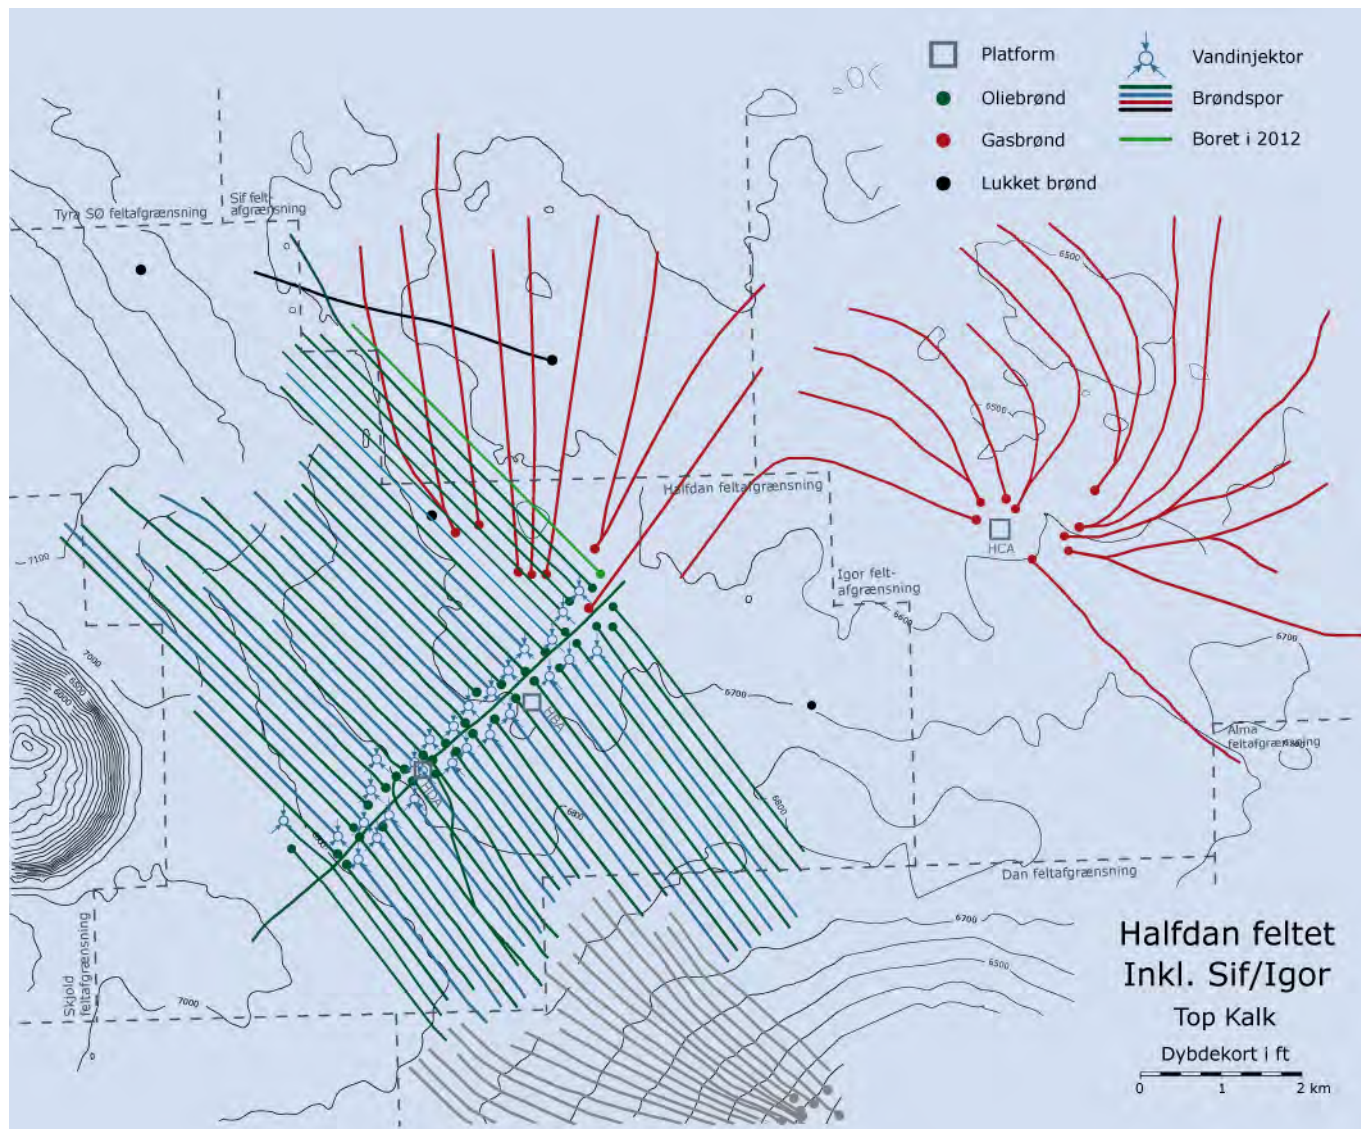 Platform
Vandinjektor
Oliebrønd
Brøndspor
Gasbrønd
Boret i 2012
Lukket brønd
Tyra SØ feltafgrænsning
Sif felt-
afgrænsning
6500
6500
Halfdan feltafgrænsning
HCA
7100
Igor felt-
afgrænsning
6600
6700
7000
6500
6000
6700
HBA
Alma
feltafgrænsning
HDA
6800
6800
Dan feltafgrænsning
6700
6500
Skjold
feltafgrænsning
7000
Halfdan feltet
Inkl. Sif/Igor
Top Kalk
Dybdekort i ft
0 1 2 km